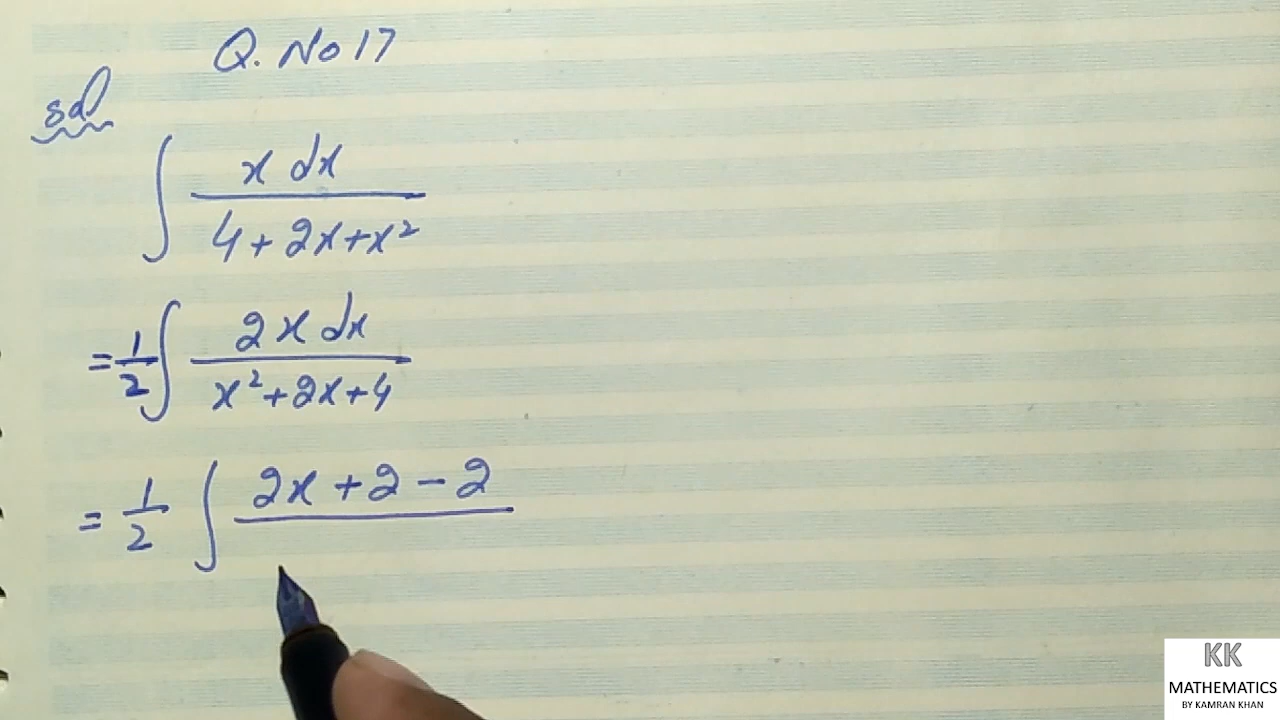 Q. No 17
Sol
∫ x dx / 4 + 2x + x²
= 1/2 ∫ 2x dx / x² + 2x + 4
= 1/2 ∫ 2x + 2 - 2
KK
MATHEMATICS
BY KAMRAN KHAN